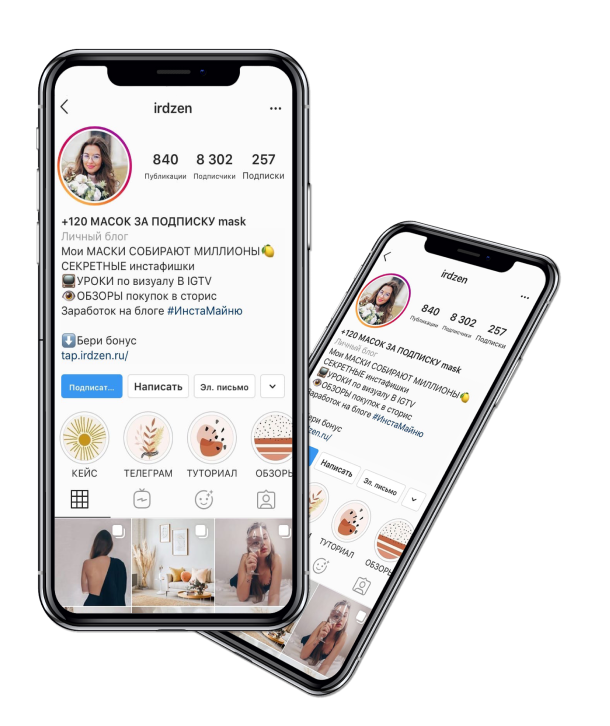 irdzen
840 8 302 257
Публикации Подписчики Подписки
+120 МАСОК ЗА ПОДПИСКУ mask
Личный блог
Мои МАСКИ СОБИРАЮТ МИЛЛИОНЫ🍋
СЕКРЕТНЫЕ инстафишки
📺УРОКИ по визуалу В IGTV
👁ОБЗОРЫ покупок в сторис
Заработок на блоге #ИнстаМайню
⬇️Бери бонус
tap.irdzen.ru/
Подписат... Написать Эл. письмо
КЕЙС ТЕЛЕГРАМ ТУТОРИАЛ ОБЗОРЫ
irdzen
840 8 302 257
Публикации Подписчики Подписки
+120 МАСОК ЗА ПОДПИСКУ mask
Личный блог
Мои МАСКИ СОБИРАЮТ МИЛЛИОНЫ🍋
СЕКРЕТНЫЕ инстафишки
📺УРОКИ по визуалу В IGTV
👁ОБЗОРЫ покупок в сторис
Заработок на блоге #ИнстаМайню
ери бонус
dzen.ru/
Написать Эл. письмо
М ТУТОРИАЛ ОБЗОРЫ